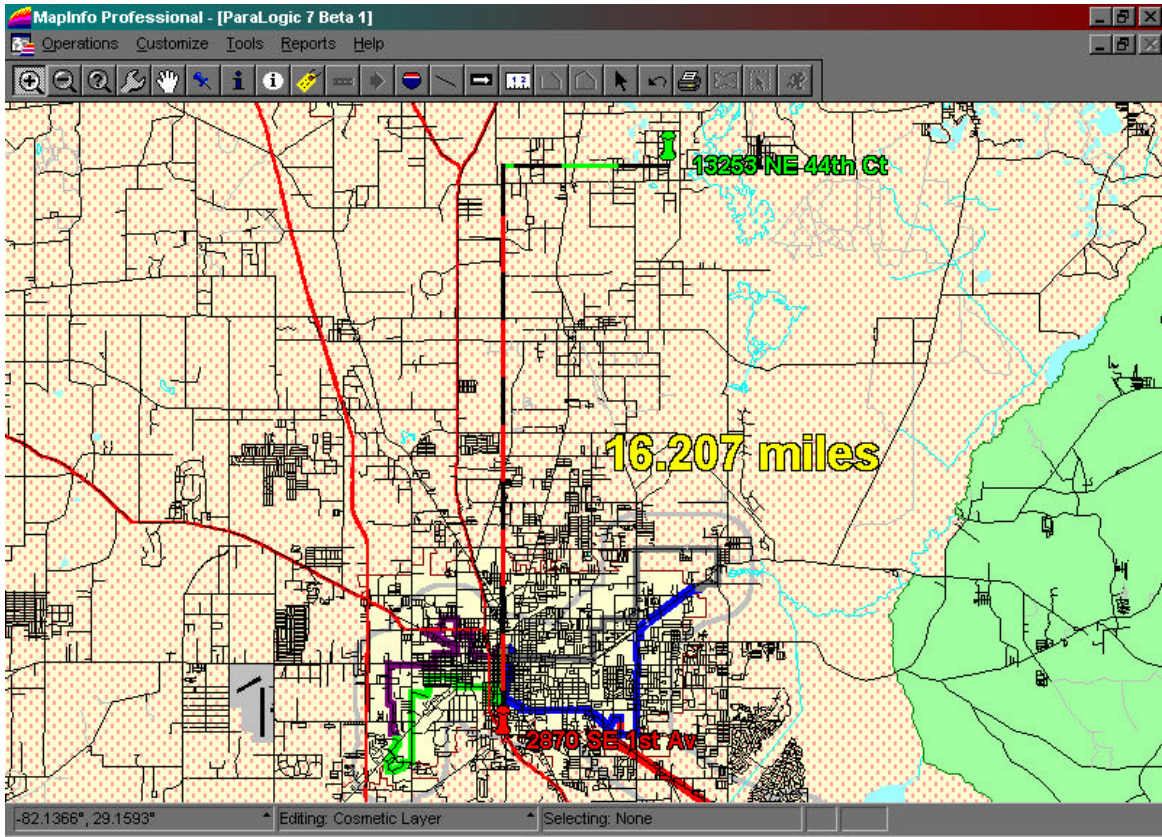 MapInfo Professional - [ParaLogic 7 Beta 1]
Operations Customize Tools Reports Help
13253 NE 44th Ct
16.207 miles
2870 SE 1st Av
-82.1366°, 29.1593° Editing: Cosmetic Layer Selecting: None